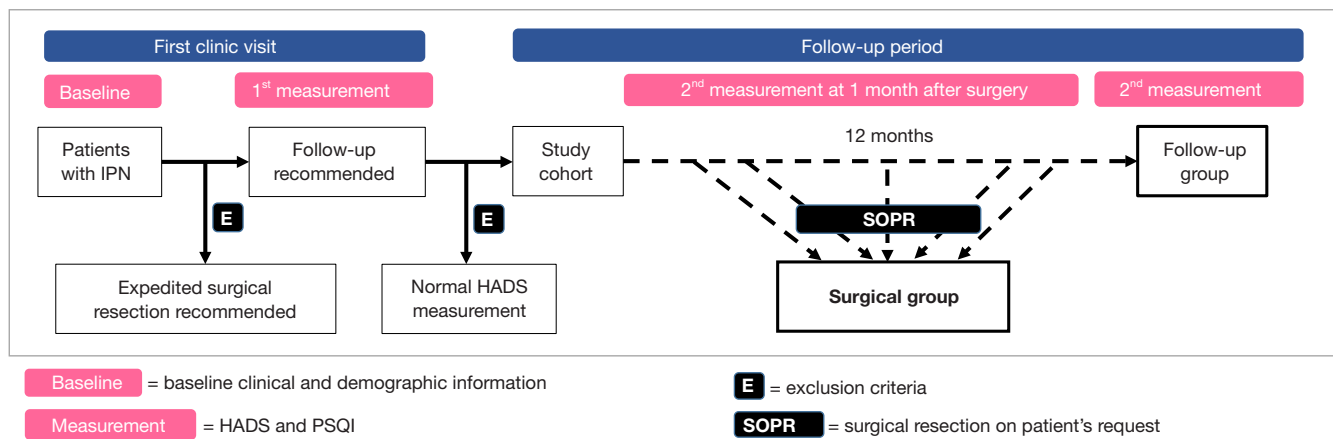 First clinic visit
Follow-up period
Baseline
1st measurement
2nd measurement at 1 month after surgery
2nd measurement
Patients
with IPN
Follow-up
recommended
Study
cohort
12 months
Follow-up
group
E
E
SOPR
Expedited surgical
resection recommended
Normal HADS
measurement
Surgical group
Baseline = baseline clinical and demographic information
E = exclusion criteria
Measurement = HADS and PSQI
SOPR = surgical resection on patient's request